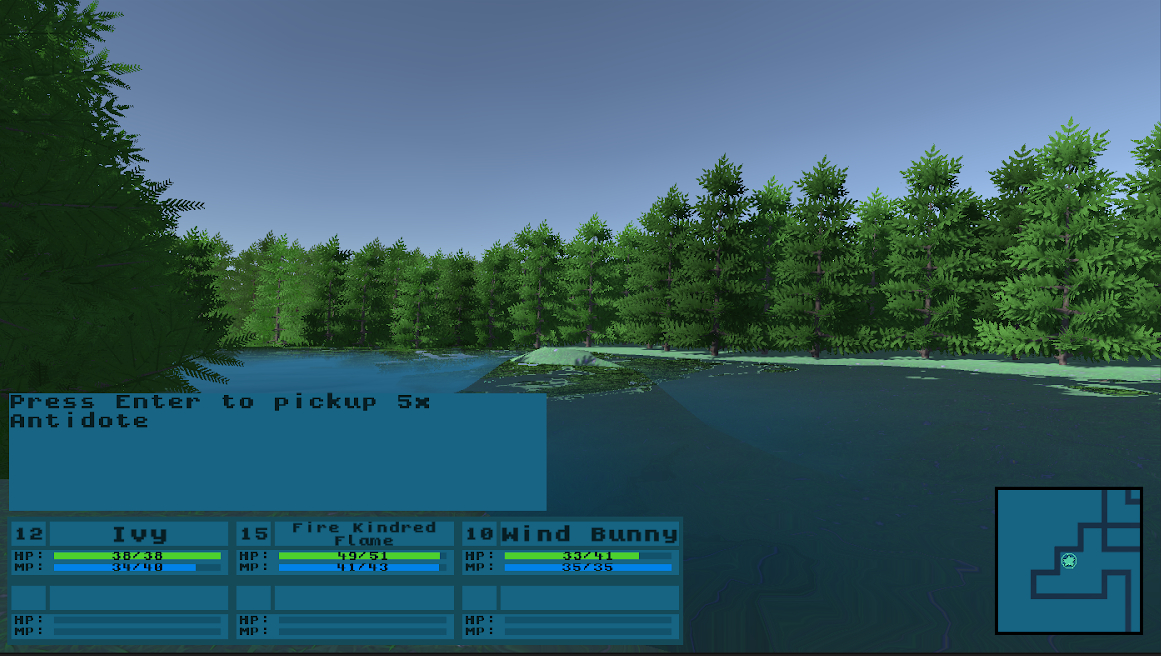 Press Enter to pickup 5x
Antidote
12 Ivy
HP: 38/38
MP: 34/40
15 Fire Kindred
Flame
HP: 49/51
MP: 41/43
10 Wind Bunny
HP: 33/41
MP: 35/35
HP:
MP:
HP:
MP:
HP:
MP: